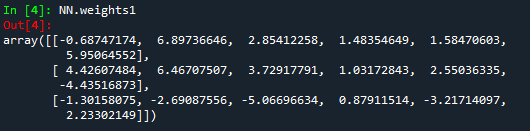 In [4]: NN.weights1
Out[4]:
array([[-0.68747174, 6.89736646, 2.85412258, 1.48354649, 1.58470603,
5.95064552],
[ 4.42607484, 6.46707507, 3.72917791, 1.03172843, 2.55036335,
-4.43516873],
[-1.30158075, -2.69087556, -5.06696634, 0.87911514, -3.21714097,
2.23302149]])